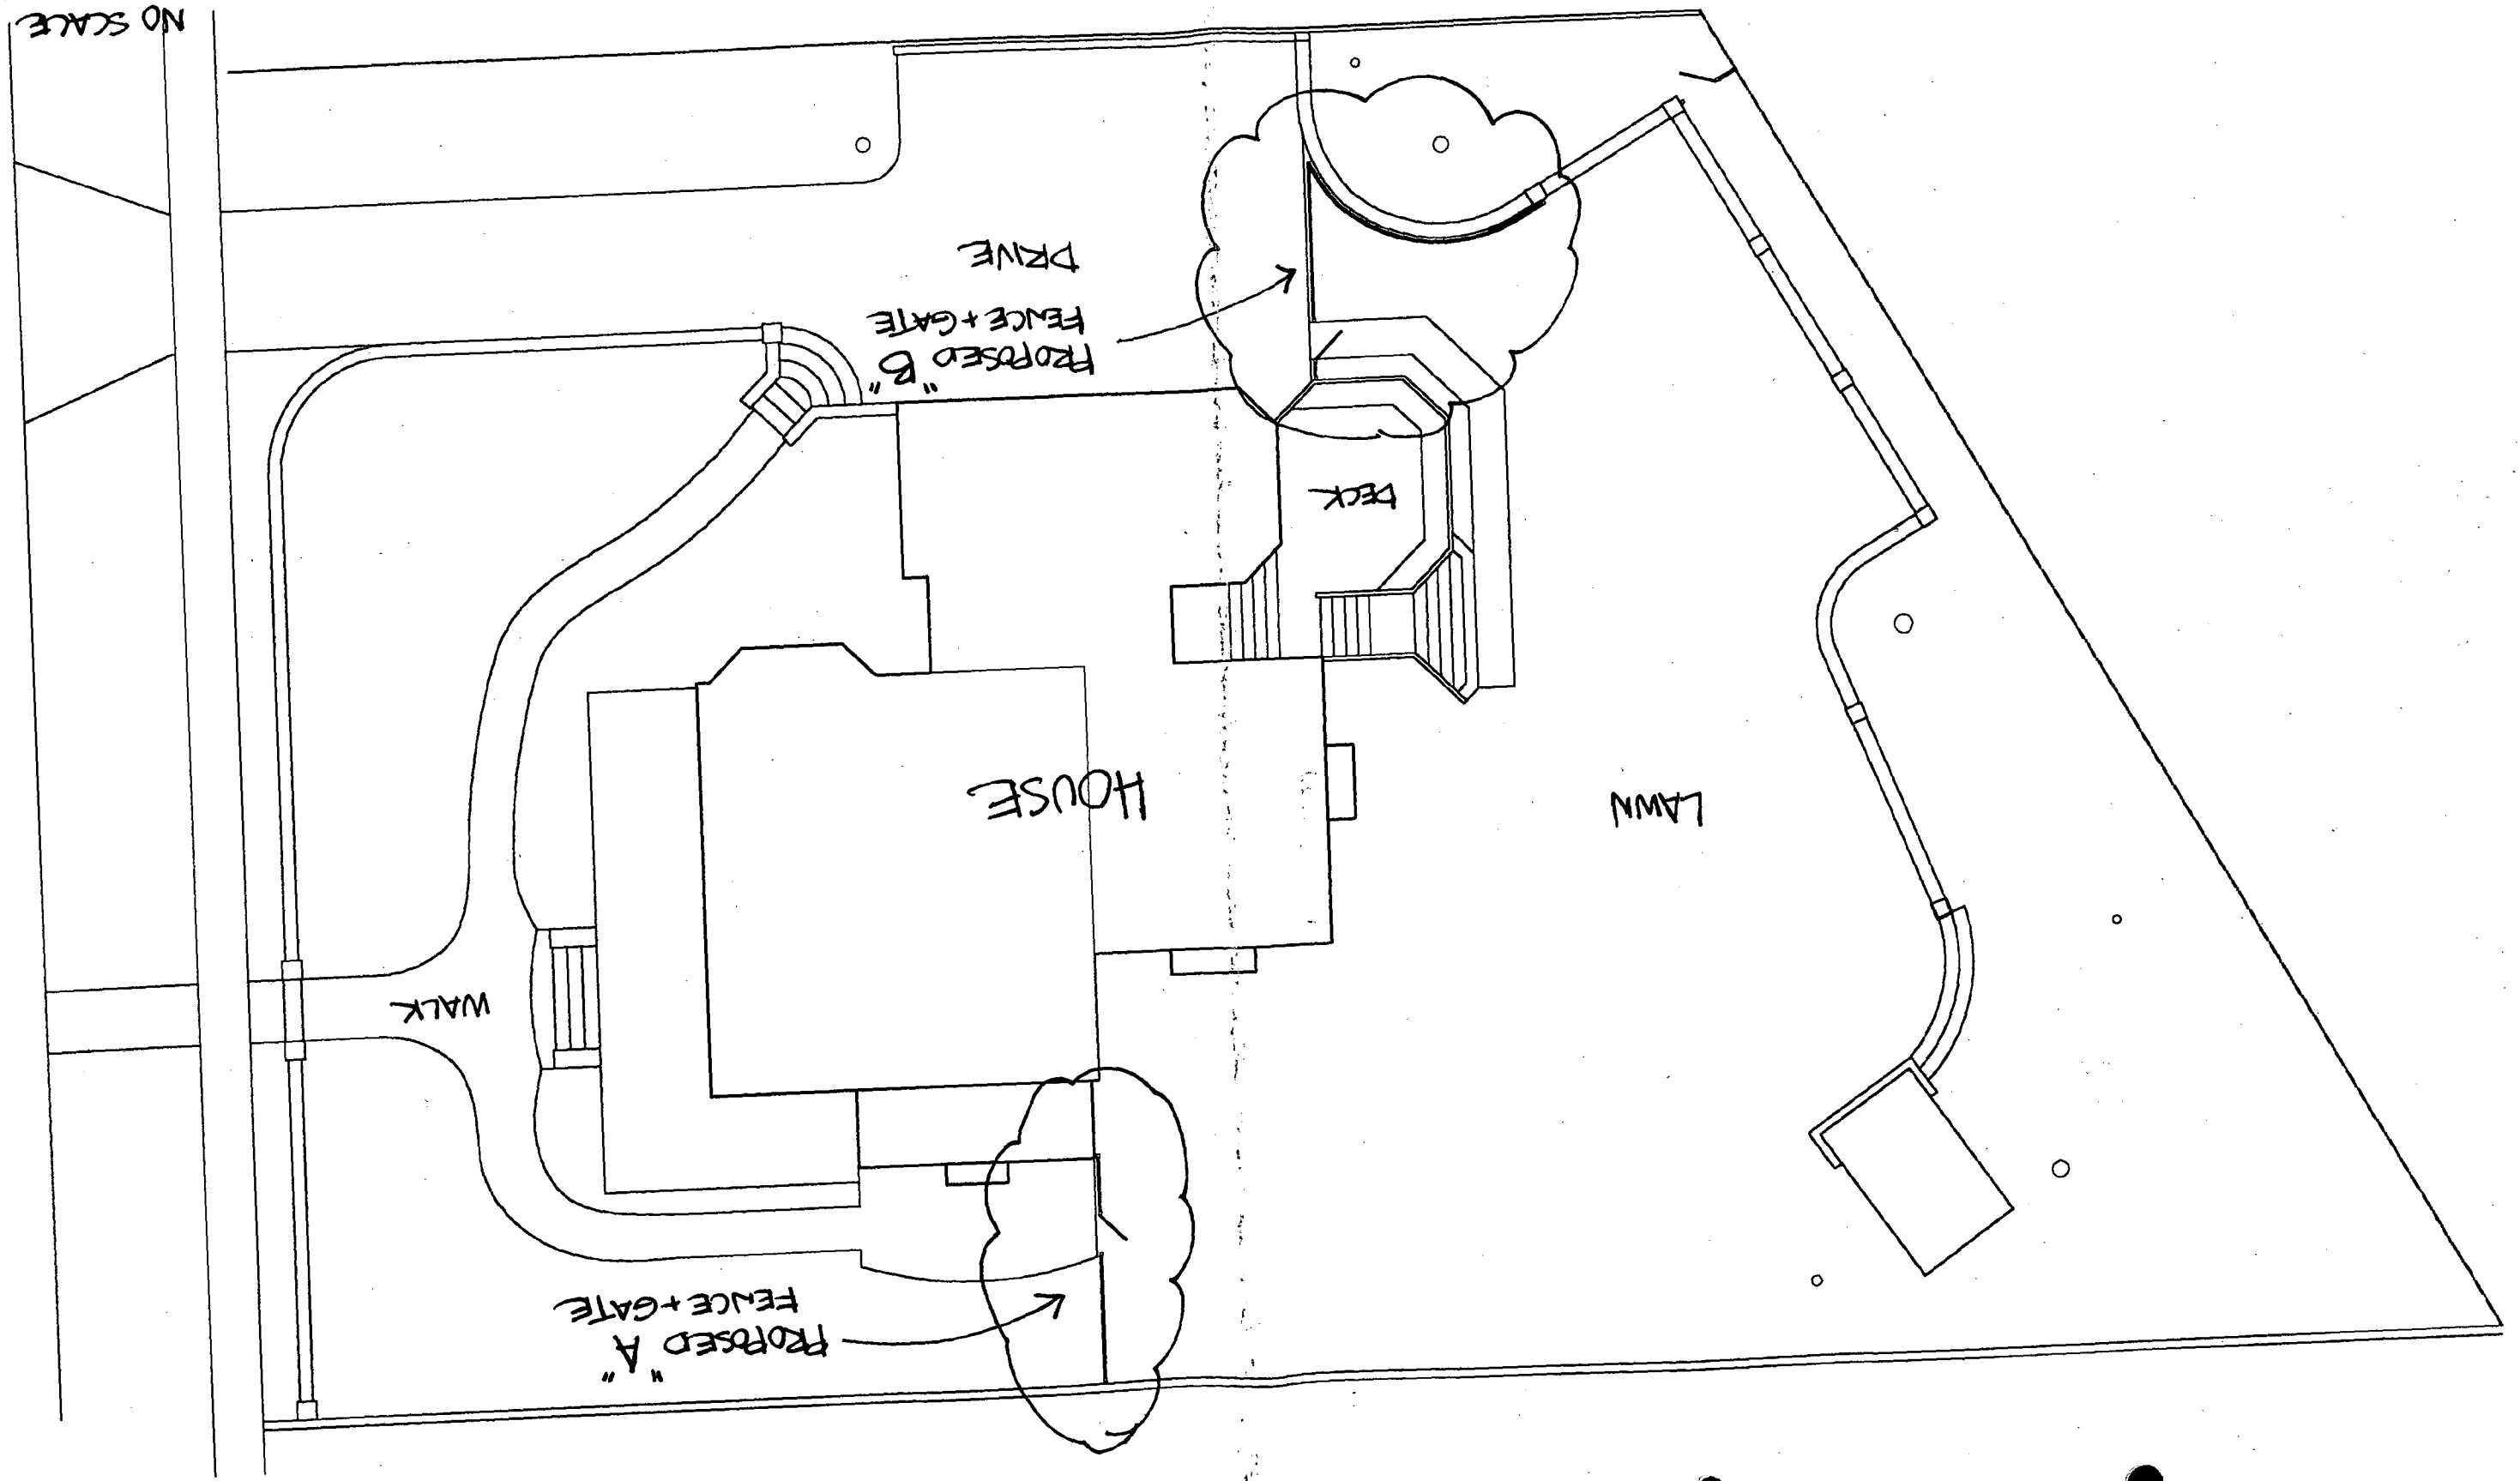 PROPOSED "A"
FENCE + GATE
WALK
LAWN
HOUSE
DECK
PROPOSED "B"
FENCE + GATE
DRIVE
NO SCALE